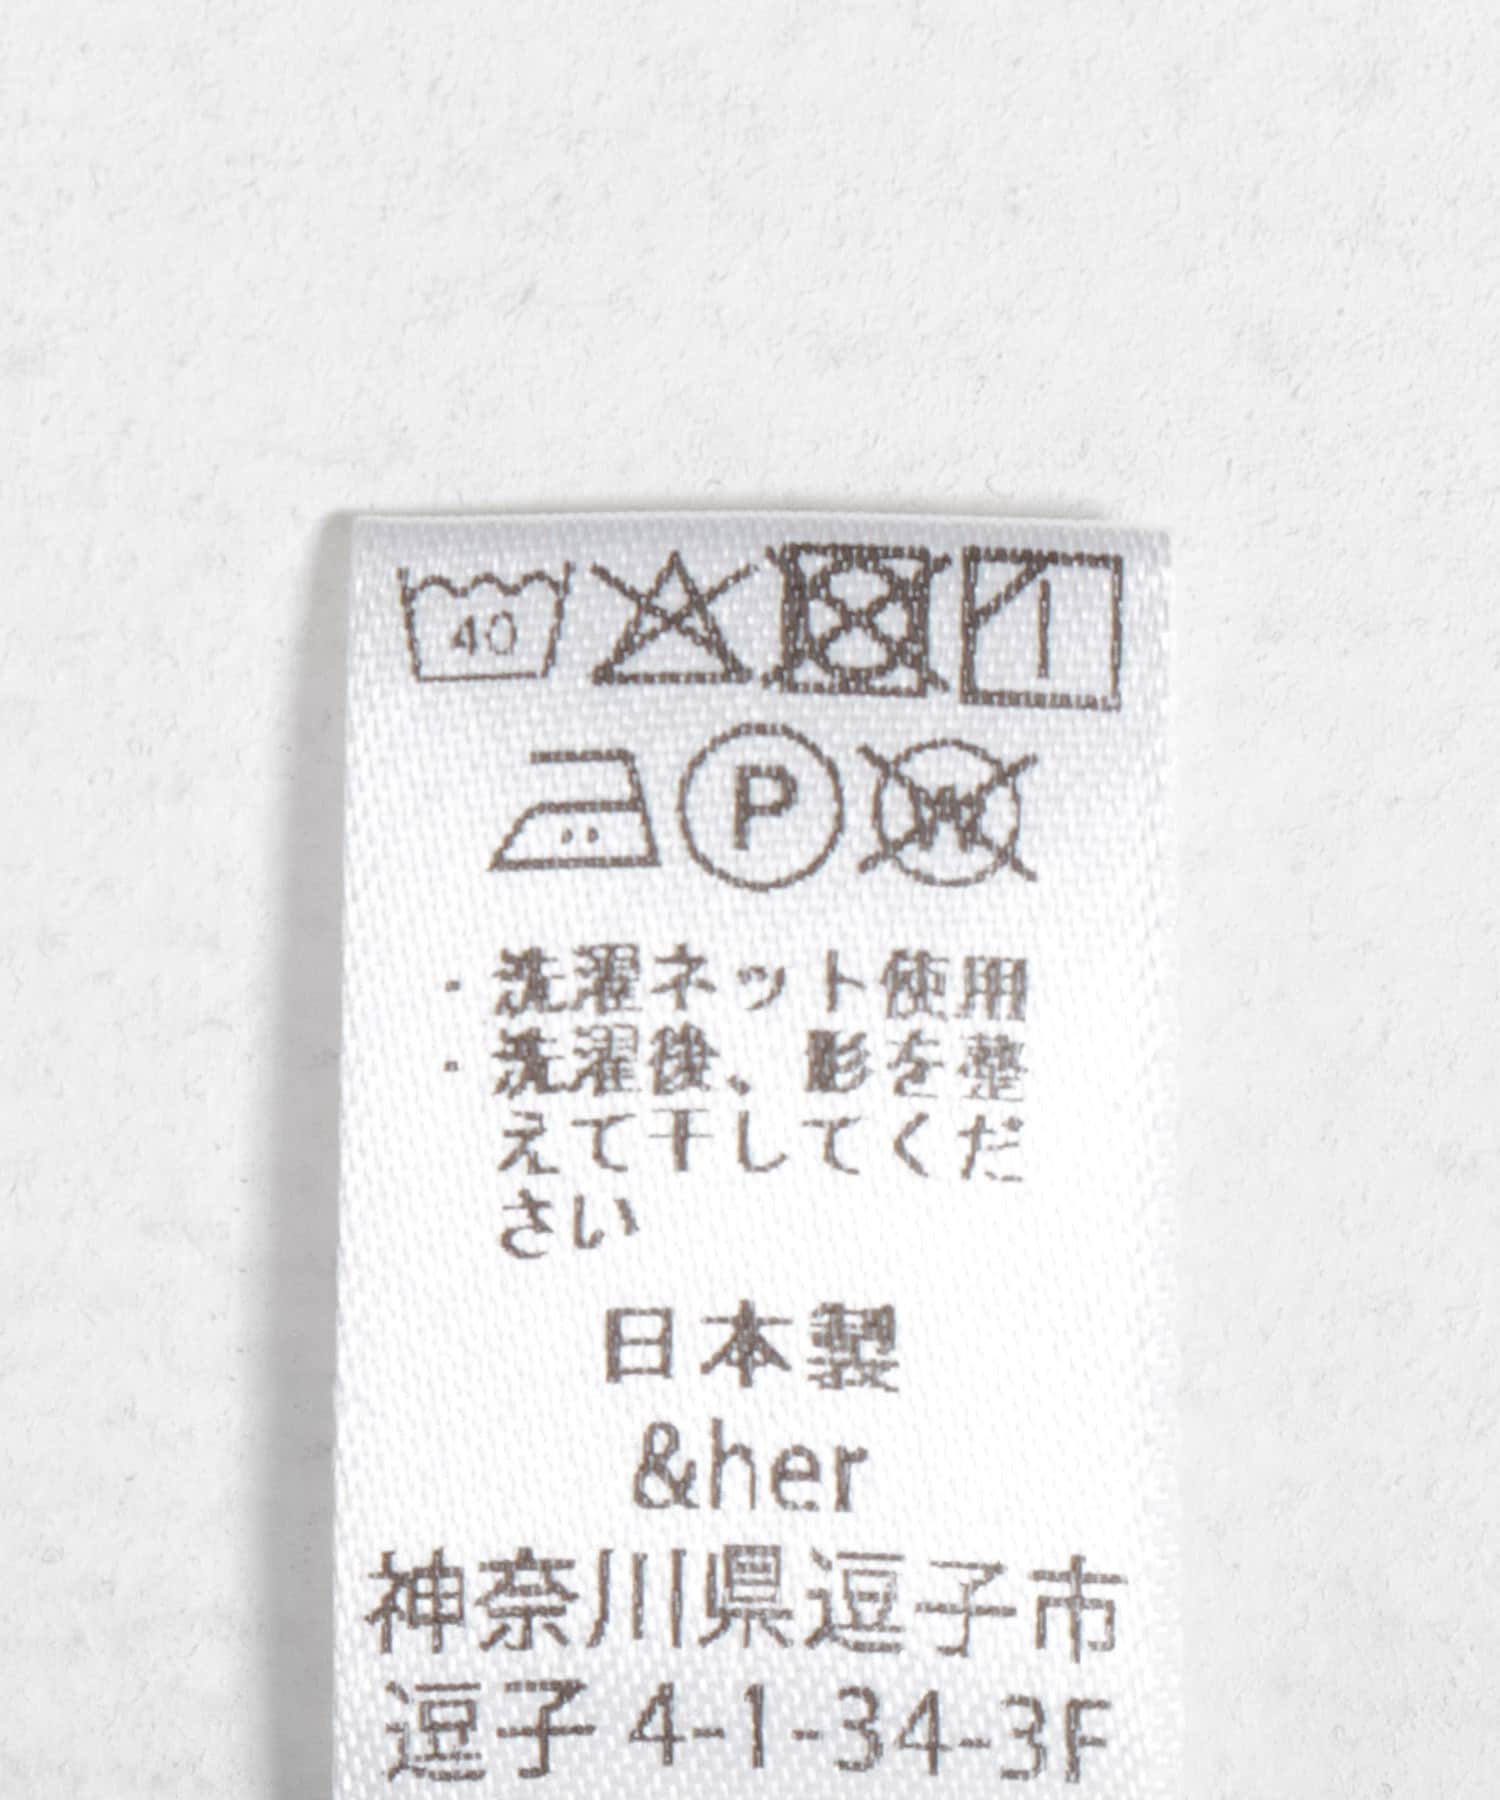 40
P
W
・洗濯ネット使用
・洗濯後、形を整
えて干してくだ
さい
日本製
&her
神奈川県逗子市
逗子4-1-34-3F